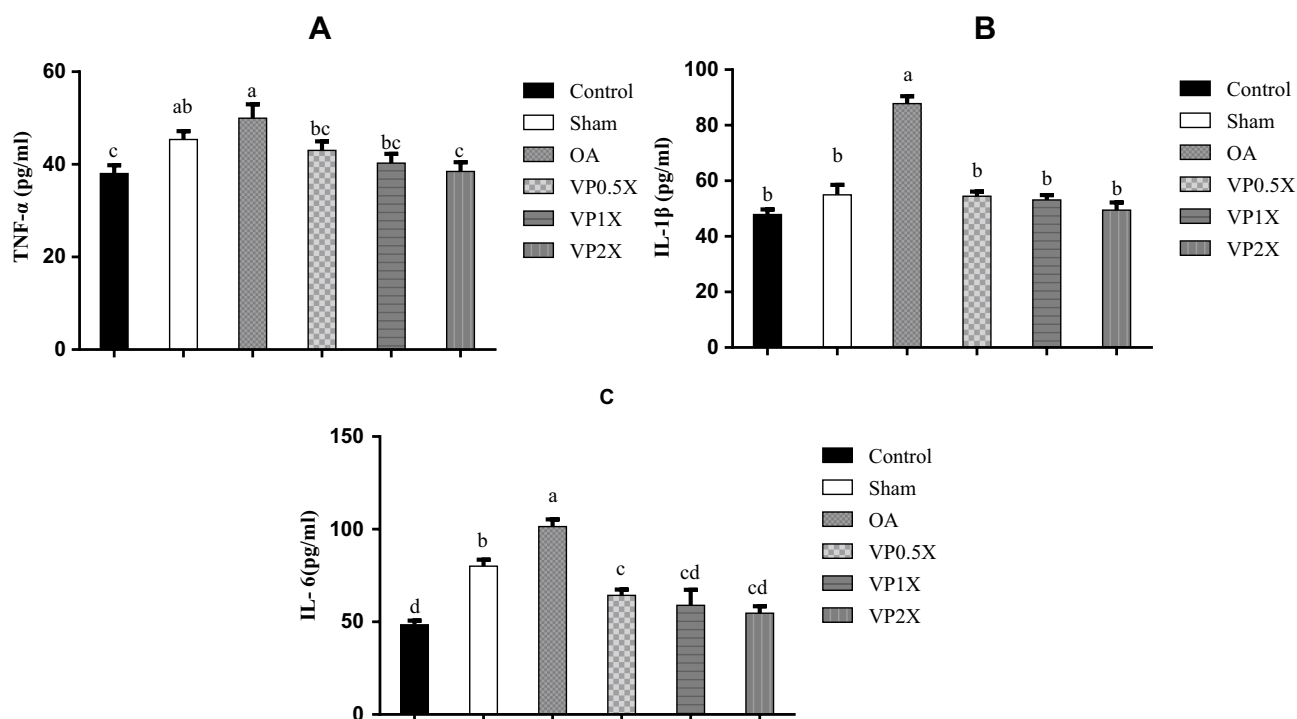 A
TNF-α (pg/ml)
60
40
20
0
c
ab
a
bc
bc
c
Control
Sham
OA
VP0.5X
VP1X
VP2X
B
IL-1β (pg/ml)
100
80
60
40
20
0
b
b
a
b
b
b
Control
Sham
OA
VP0.5X
VP1X
VP2X
C
IL- 6(pg/ml)
150
100
50
0
d
b
a
c
cd
cd
Control
Sham
OA
VP0.5X
VP1X
VP2X